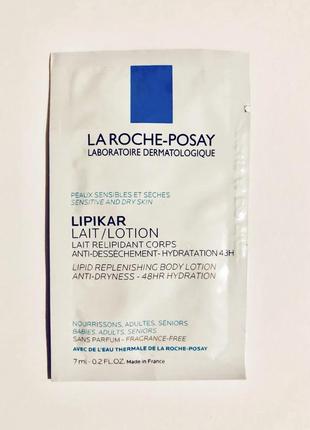 LA ROCHE-POSAY
LABORATOIRE DERMATOLOGIQUE
PEAUX SENSIBLES ET SÈCHES
SENSITIVE AND DRY SKIN
LIPIKAR
LAIT/LOTION
LAIT RELIPIDANT CORPS
ANTI-DESSÈCHEMENT-HYDRATATION 48H
LIPID REPLENISHING BODY LOTION
ANTI-DRYNESS - 48HR HYDRATION
NOURRISSONS, ADULTES, SÉNIORS
BABIES, ADULTS, SENIORS
SANS PARFUM - FRAGRANCE-FREE
AVEC DE L'EAU THERMALE DE LA ROCHE-POSAY
7 ml - 0.2 FL.OZ. Made in France